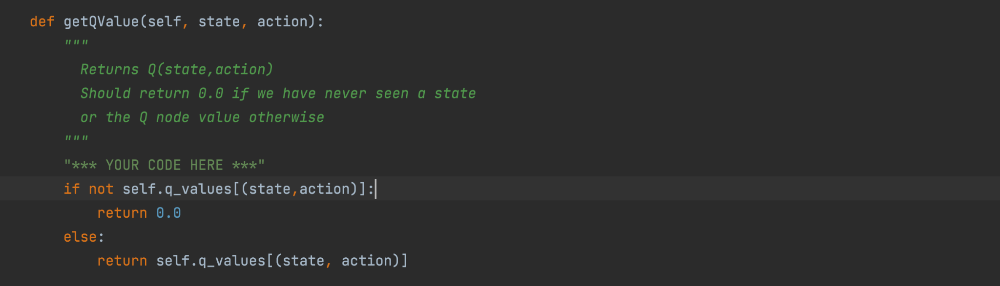 def getQValue(self, state, action):
"""
Returns Q(state,action)
Should return 0.0 if we have never seen a state
or the Q node value otherwise
"""
"*** YOUR CODE HERE ***"
if not self.q_values[(state,action)]:
return 0.0
else:
return self.q_values[(state, action)]